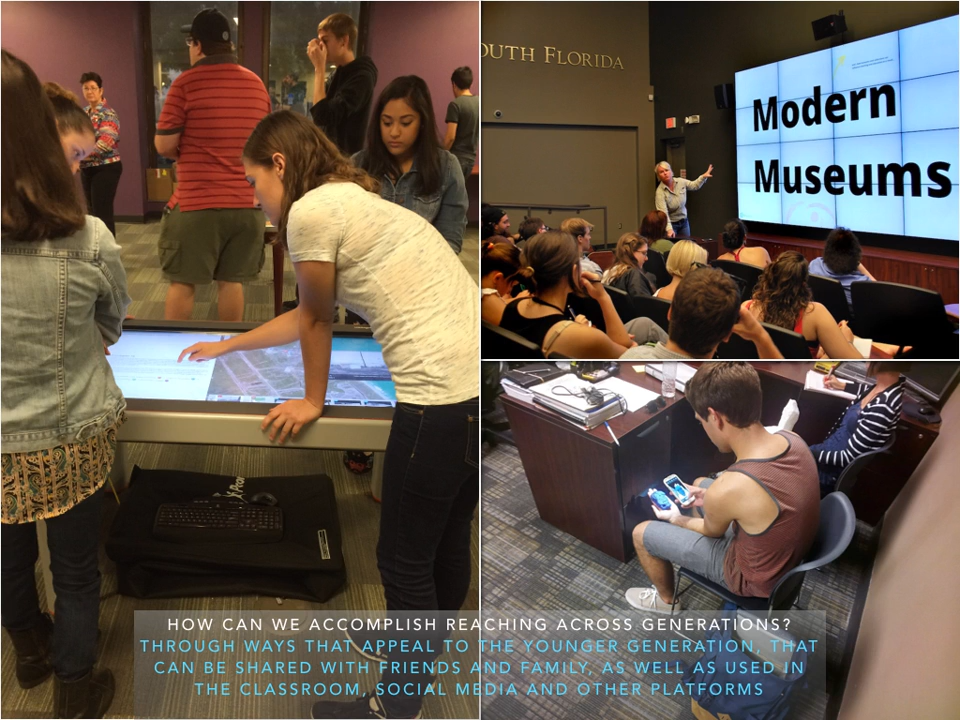 OUTH FLORIDA
Modern
Museums
HOW CAN WE ACCOMPLISH REACHING ACROSS GENERATIONS?
THROUGH WAYS THAT APPEAL TO THE YOUNGER GENERATION, THAT
CAN BE SHARED WITH FRIENDS AND FAMILY, AS WELL AS USED IN
THE CLASSROOM, SOCIAL MEDIA AND OTHER PLATFORMS